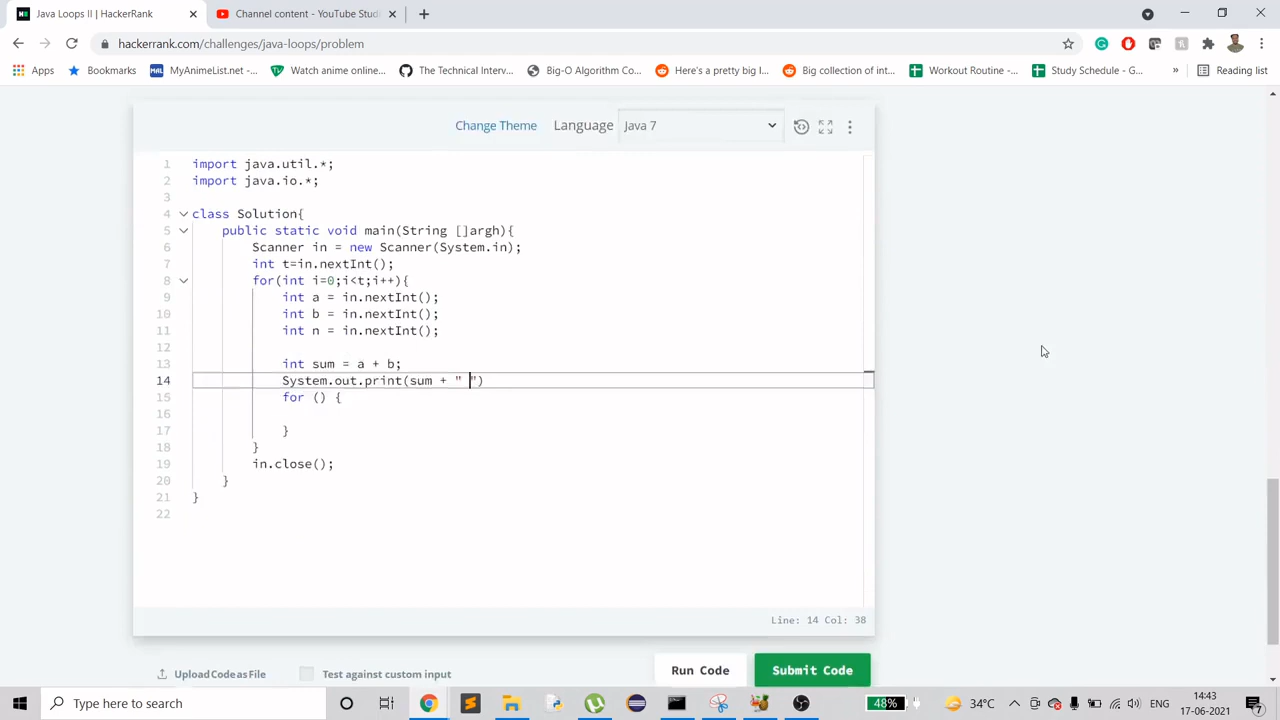 Java Loops II | HackerRank
Channel content - YouTube Stud
hackerrank.com/challenges/java-loops/problem
Apps
Bookmarks
MyAnimeList.net -...
Watch anime online...
The Technical Interv...
Big-O Algorithm Co...
Here's a pretty big l...
Big collection of int...
Workout Routine -...
Study Schedule - G...
»
Reading list
Change Theme
Language
Java 7
1 import java.util.*;
2 import java.io.*;
3
4 class Solution{
5 public static void main(String []argh){
6 Scanner in = new Scanner(System.in);
7 int t=in.nextInt();
8 for(int i=0;i<t;i++){
9 int a = in.nextInt();
10 int b = in.nextInt();
11 int n = in.nextInt();
12
13 int sum = a + b;
14 System.out.print(sum + " ")
15 for () {
16
17 }
18 }
19 in.close();
20 }
21 }
22
Line: 14 Col: 38
Upload Code as File
Test against custom input
Run Code
Submit Code
Type here to search
48%
34°C
ENG
14:43
17-06-2021
7